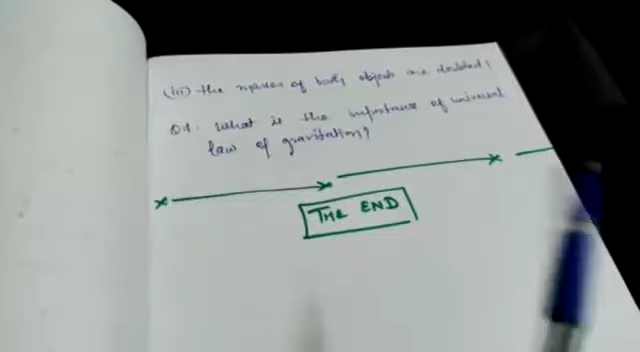 (iii) the masses of both objects are doubled?
Q4. What is the importance of universal
law of gravitation?
THE END